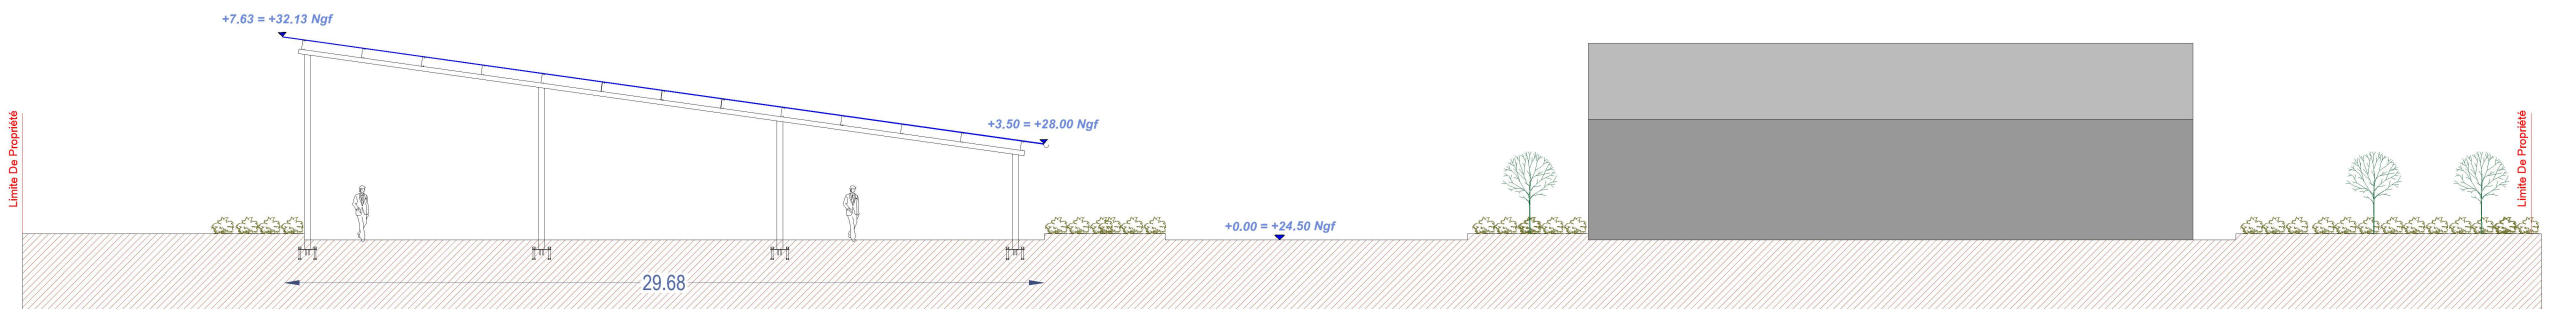 +7.63 = +32.13 Ngf
Limite De Propriété
+3.50 = +28.00 Ngf
Limite De Propriété
+0.00 = +24.50 Ngf
29.68